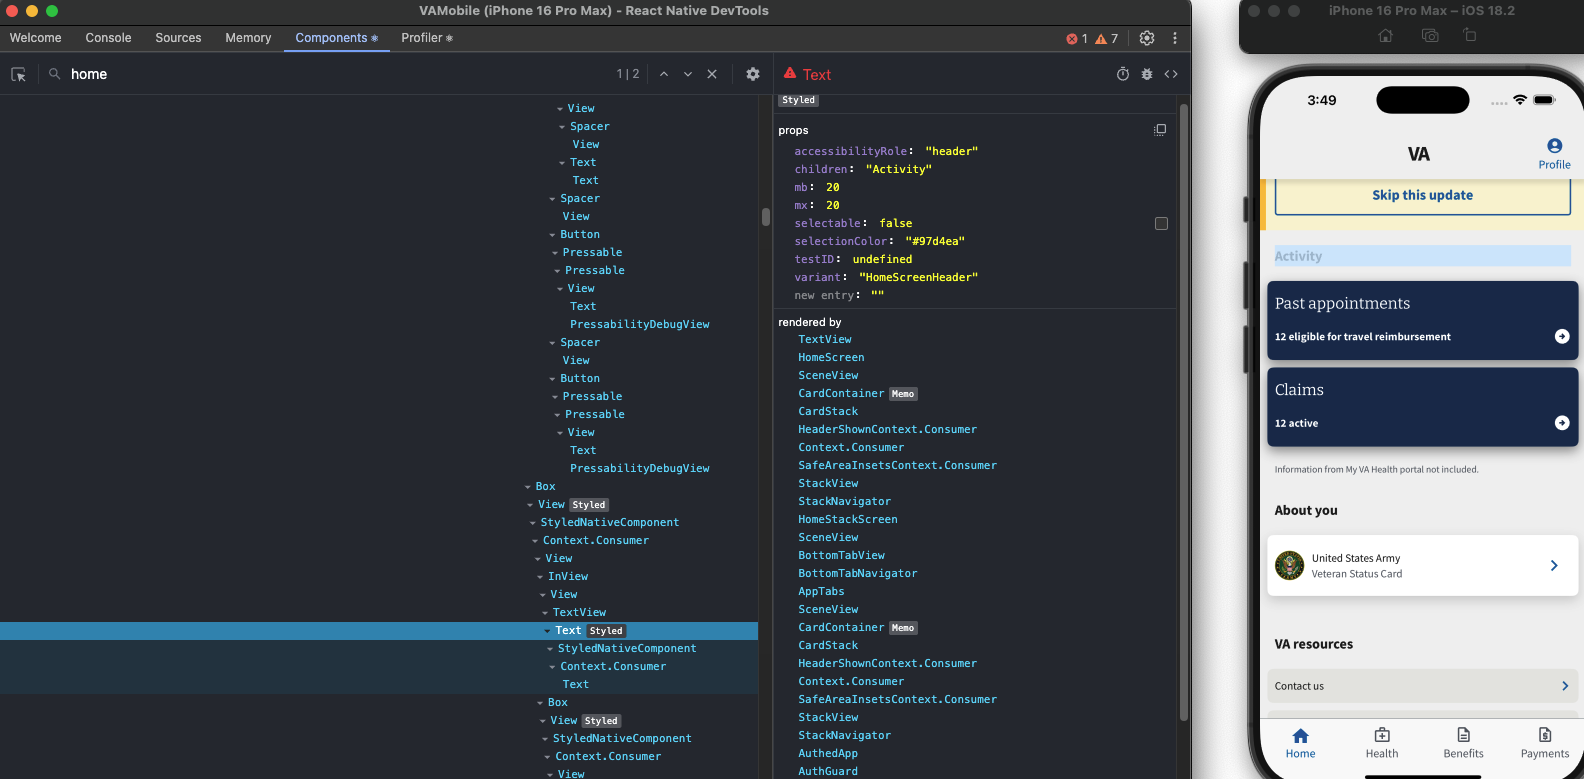 VAMobile (iPhone 16 Pro Max) - React Native DevTools
Welcome Console Sources Memory Components Profiler 1 7
home 1 | 2
View
Spacer
View
Text
Text
Spacer
View
Button
Pressable
Pressable
View
Text
PressabilityDebugView
Spacer
View
Button
Pressable
Pressable
View
Text
PressabilityDebugView
Box
View Styled
StyledNativeComponent
Context.Consumer
View
InView
View
TextView
Text Styled
StyledNativeComponent
Context.Consumer
Text
Box
View Styled
StyledNativeComponent
Context.Consumer
View
Text
Styled
props
accessibilityRole: "header"
children: "Activity"
mb: 20
mx: 20
selectable: false
selectionColor: "#97d4ea"
testID: undefined
variant: "HomeScreenHeader"
new entry: ""
rendered by
TextView
HomeScreen
SceneView
CardContainer Memo
CardStack
HeaderShownContext.Consumer
Context.Consumer
SafeAreaInsetsContext.Consumer
StackView
StackNavigator
HomeStackScreen
SceneView
BottomTabView
BottomTabNavigator
AppTabs
SceneView
CardContainer Memo
CardStack
HeaderShownContext.Consumer
Context.Consumer
SafeAreaInsetsContext.Consumer
StackView
StackNavigator
AuthedApp
AuthGuard
iPhone 16 Pro Max – iOS 18.2
3:49
VA
Profile
Skip this update
Activity
Past appointments
12 eligible for travel reimbursement
Claims
12 active
Information from My VA Health portal not included.
About you
United States Army
Veteran Status Card
VA resources
Contact us
Home Health Benefits Payments